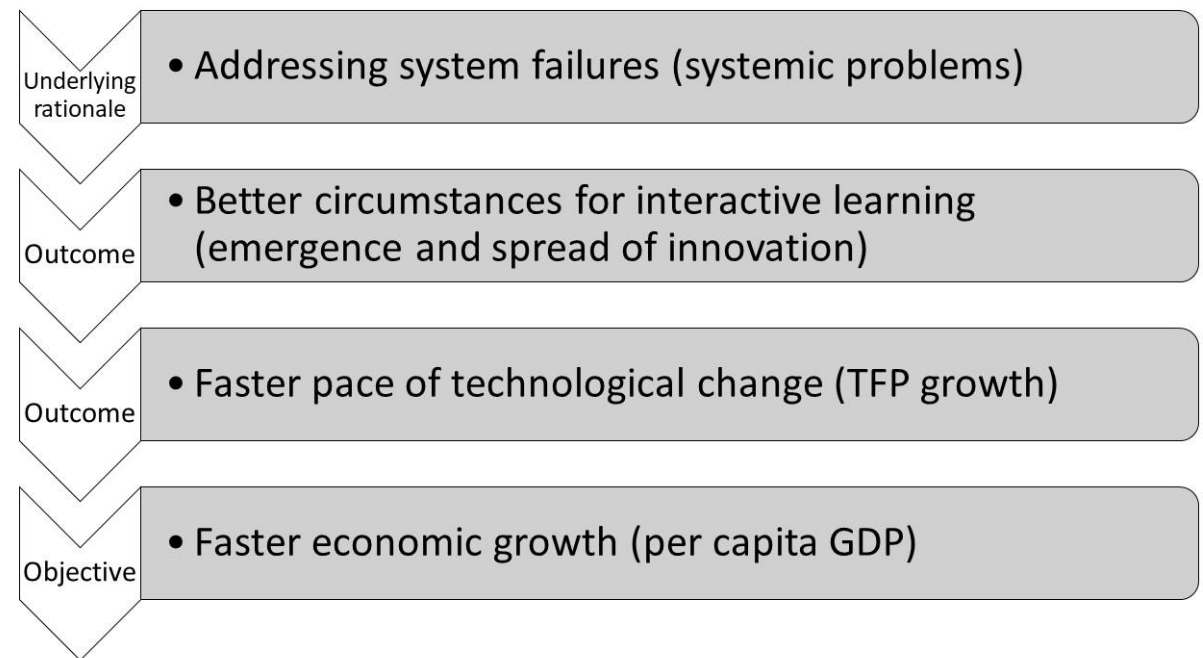 Underlying
rationale
• Addressing system failures (systemic problems)
Outcome
• Better circumstances for interactive learning
(emergence and spread of innovation)
Outcome
• Faster pace of technological change (TFP growth)
Objective
• Faster economic growth (per capita GDP)